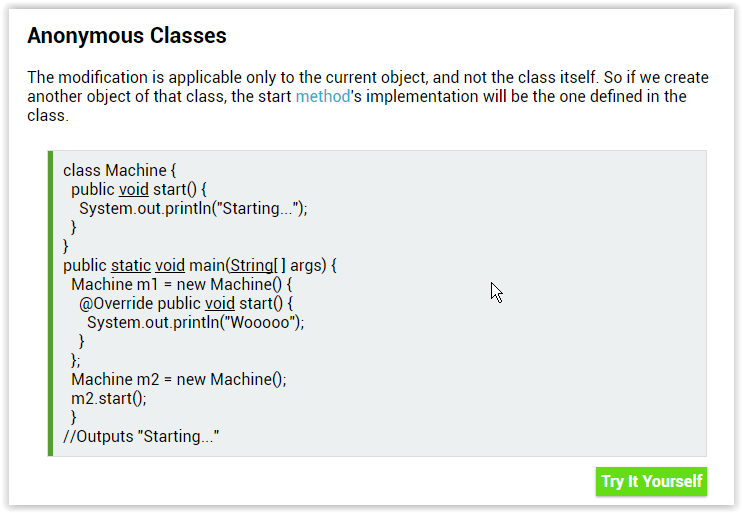 Anonymous Classes
The modification is applicable only to the current object, and not the class itself. So if we create
another object of that class, the start method's implementation will be the one defined in the
class.
class Machine {
public void start() {
System.out.println("Starting...");
}
}
public static void main(String[ ] args) {
Machine m1 = new Machine() {
@Override public void start() {
System.out.println("Wooooo");
}
};
Machine m2 = new Machine();
m2.start();
}
//Outputs "Starting..."
Try It Yourself